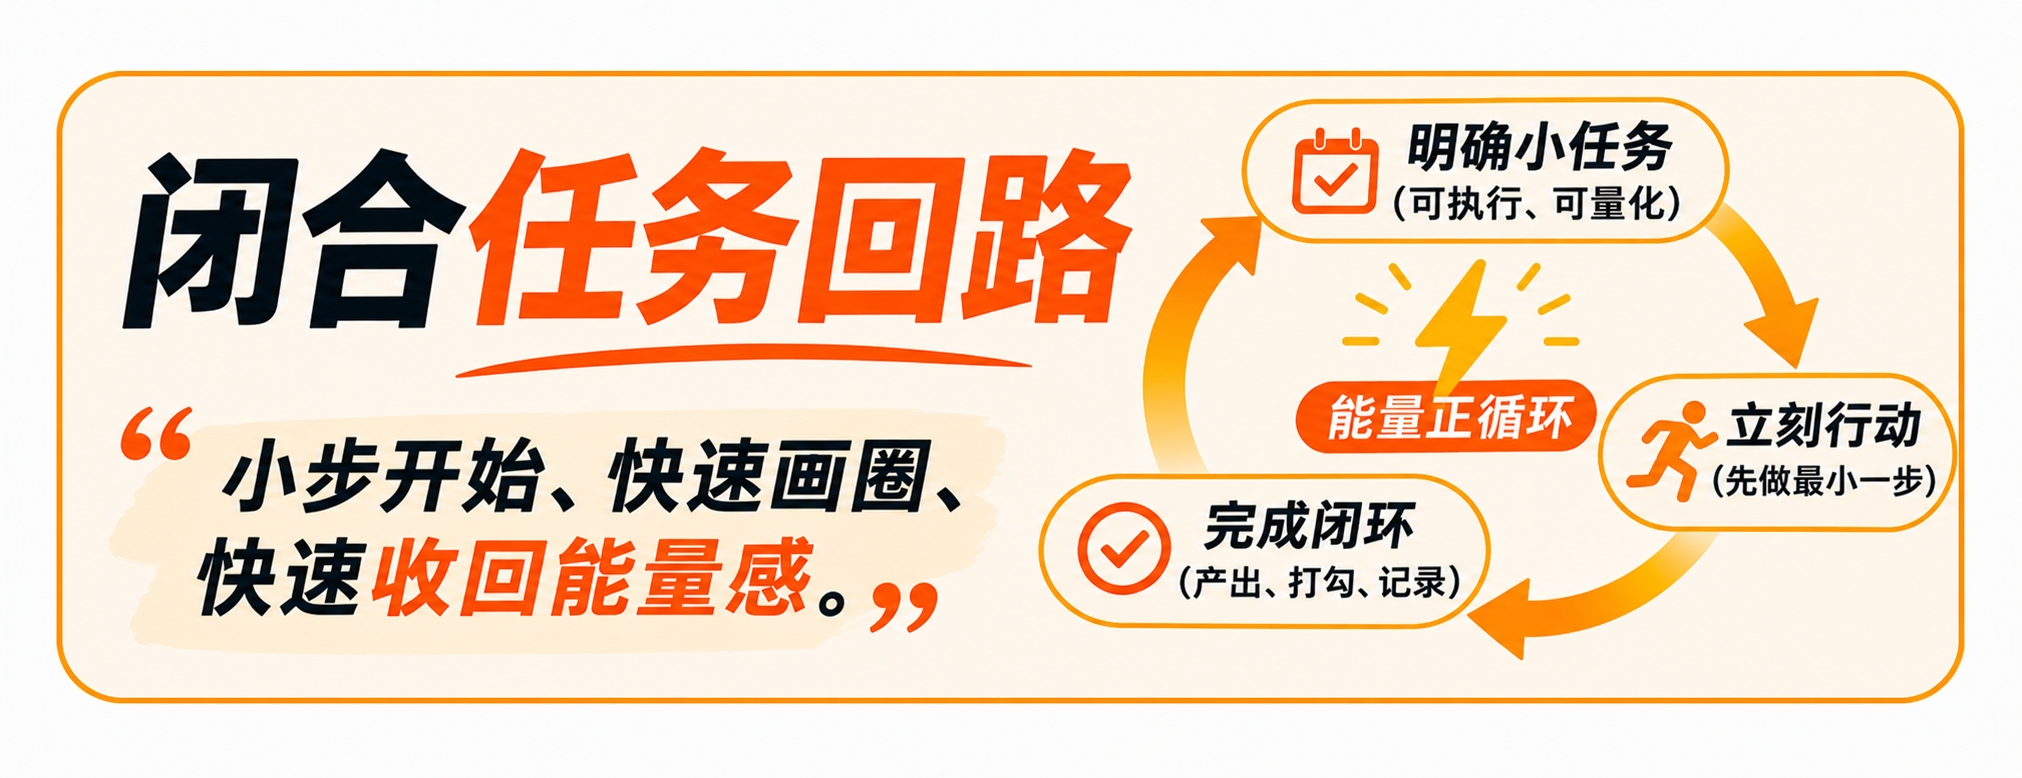 闭合任务回路
“小步开始、快速画圈、
快速收回能量感。”
明确小任务
（可执行、可量化）
立刻行动
（先做最小一步）
完成闭环
（产出、打勾、记录）
能量正循环